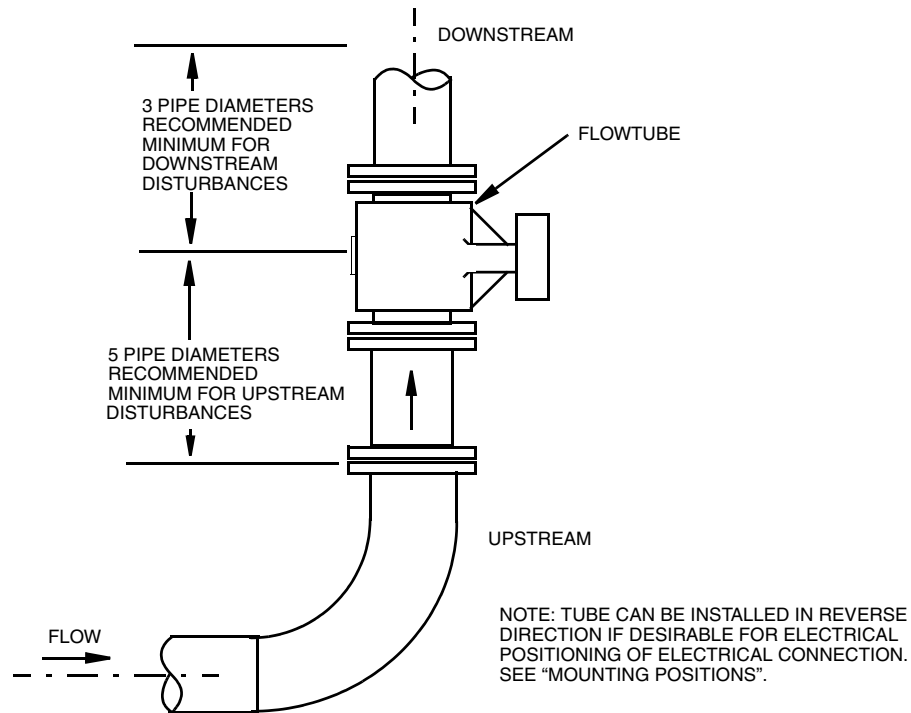 DOWNSTREAM
3 PIPE DIAMETERS
RECOMMENDED
MINIMUM FOR
DOWNSTREAM
DISTURBANCES
FLOWTUBE
5 PIPE DIAMETERS
RECOMMENDED
MINIMUM FOR UPSTREAM
DISTURBANCES
UPSTREAM
FLOW
NOTE: TUBE CAN BE INSTALLED IN REVERSE
DIRECTION IF DESIRABLE FOR ELECTRICAL
POSITIONING OF ELECTRICAL CONNECTION.
SEE “MOUNTING POSITIONS”.